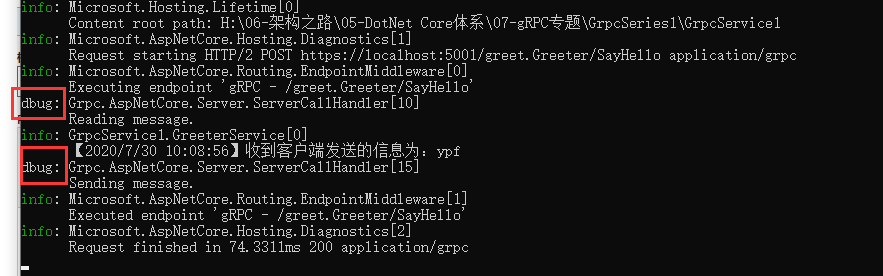 info: Microsoft.Hosting.Lifetime[0]
Content root path: H:\06-架构之路\05-DotNet Core体系\07-gRPC专题\GrpcSeries1\GrpcService1
info: Microsoft.AspNetCore.Hosting.Diagnostics[1]
Request starting HTTP/2 POST https://localhost:5001/greet.Greeter/SayHello application/grpc
info: Microsoft.AspNetCore.Routing.EndpointMiddleware[0]
Executing endpoint 'gRPC - /greet.Greeter/SayHello'
dbug: Grpc.AspNetCore.Server.ServerCallHandler[10]
Reading message.
info: GrpcService1.GreeterService[0]
【2020/7/30 10:08:56】收到客户端发送的信息为：ypf
dbug: Grpc.AspNetCore.Server.ServerCallHandler[15]
Sending message.
info: Microsoft.AspNetCore.Routing.EndpointMiddleware[1]
Executed endpoint 'gRPC - /greet.Greeter/SayHello'
info: Microsoft.AspNetCore.Hosting.Diagnostics[2]
Request finished in 74.3311ms 200 application/grpc